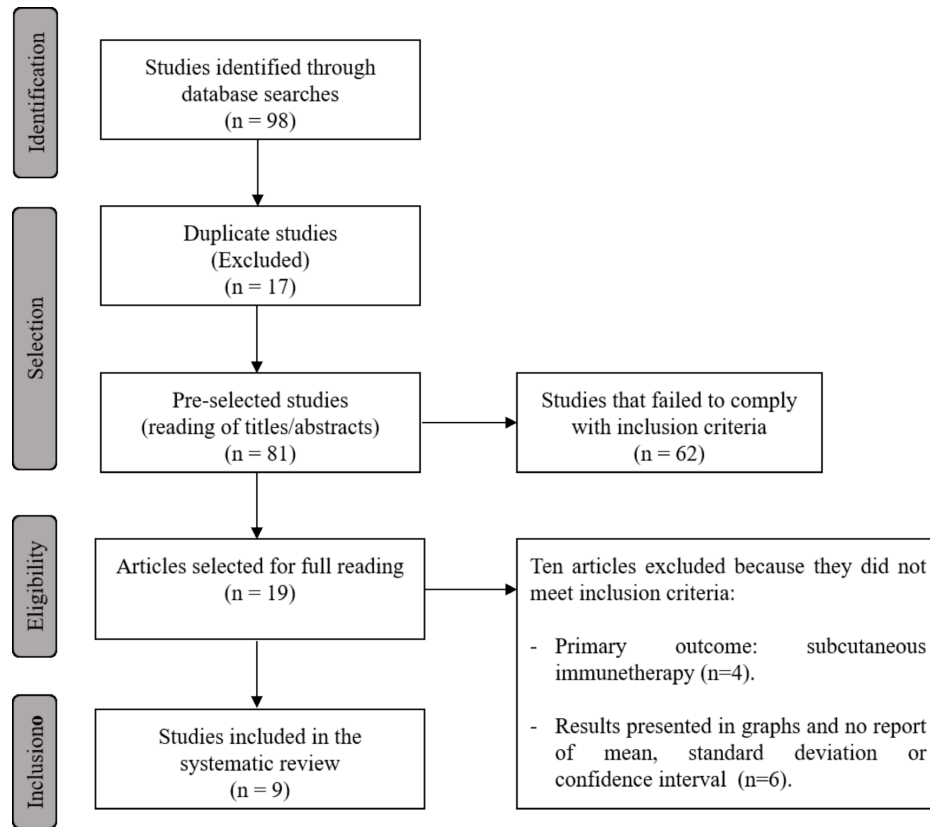 Identification
Studies identified through
database searches
(n = 98)
Selection
Duplicate studies
(Excluded)
(n = 17)
Pre-selected studies
(reading of titles/abstracts)
(n = 81)
Studies that failed to comply
with inclusion criteria
(n = 62)
Eligibility
Articles selected for full reading
(n = 19)
Ten articles excluded because they did not
meet inclusion criteria:
- Primary outcome: subcutaneous
immunetherapy (n=4).
- Results presented in graphs and no report
of mean, standard deviation or
confidence interval (n=6).
Inclusiono
Studies included in the
systematic review
(n = 9)